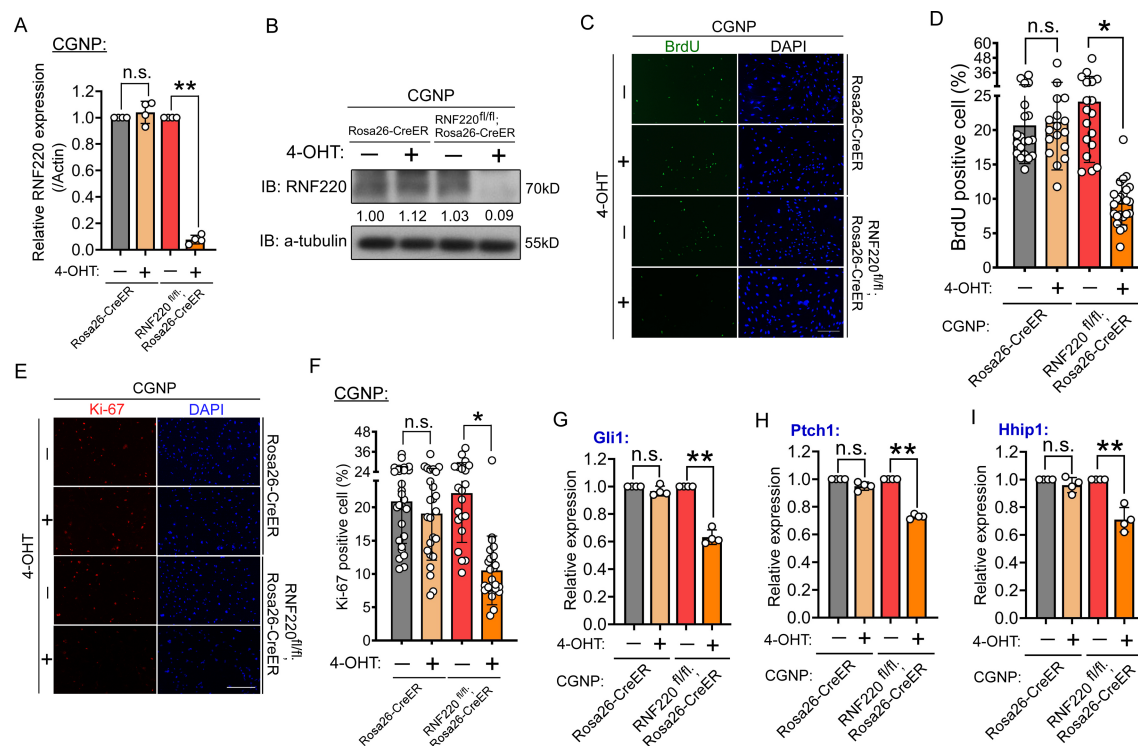 A
CGNP:
Relative RNF220 expression
(/Actin)
1.2
1.0
0.8
0.6
0.4
0.2
0.0
n.s.
**
4-OHT:
— + — +
Rosa26-CreER
RNF220 fl/fl;
Rosa26-CreER
B
CGNP
Rosa26-CreER
RNF220fl/fl;
Rosa26-CreER
4-OHT: — + — +
IB: RNF220
70kD
1.00 1.12 1.03 0.09
IB: a-tubulin
55kD
C
CGNP
BrdU DAPI
4-OHT
—
+
—
+
Rosa26-CreER
RNF220fl/fl;
Rosa26-CreER
D
BrdU positive cell (%)
60
48
36
25
20
15
10
5
0
n.s.
*
4-OHT: — + — +
CGNP:
Rosa26-CreER
RNF220 fl/fl;
Rosa26-CreER
E
CGNP
Ki-67 DAPI
4-OHT
—
+
—
+
Rosa26-CreER
RNF220fl/fl;
Rosa26-CreER
F
CGNP:
Ki-67 positive cell (%)
48
36
24
20
15
10
5
0
n.s.
*
4-OHT: — + — +
Rosa26-CreER
RNF220 fl/fl;
Rosa26-CreER
G
Gli1:
Relative expression
1.2
1.0
0.8
0.6
0.4
0.2
0.0
n.s.
**
4-OHT: — + — +
CGNP:
Rosa26-CreER
RNF220 fl/fl;
Rosa26-CreER
H
Ptch1:
Relative expression
1.2
1.0
0.8
0.6
0.4
0.2
0.0
n.s.
**
4-OHT: — + — +
CGNP:
Rosa26-CreER
RNF220 fl/fl;
Rosa26-CreER
I
Hhip1:
Relative expression
1.2
1.0
0.8
0.6
0.4
0.2
0.0
n.s.
**
4-OHT: — + — +
CGNP:
Rosa26-CreER
RNF220 fl/fl;
Rosa26-CreER